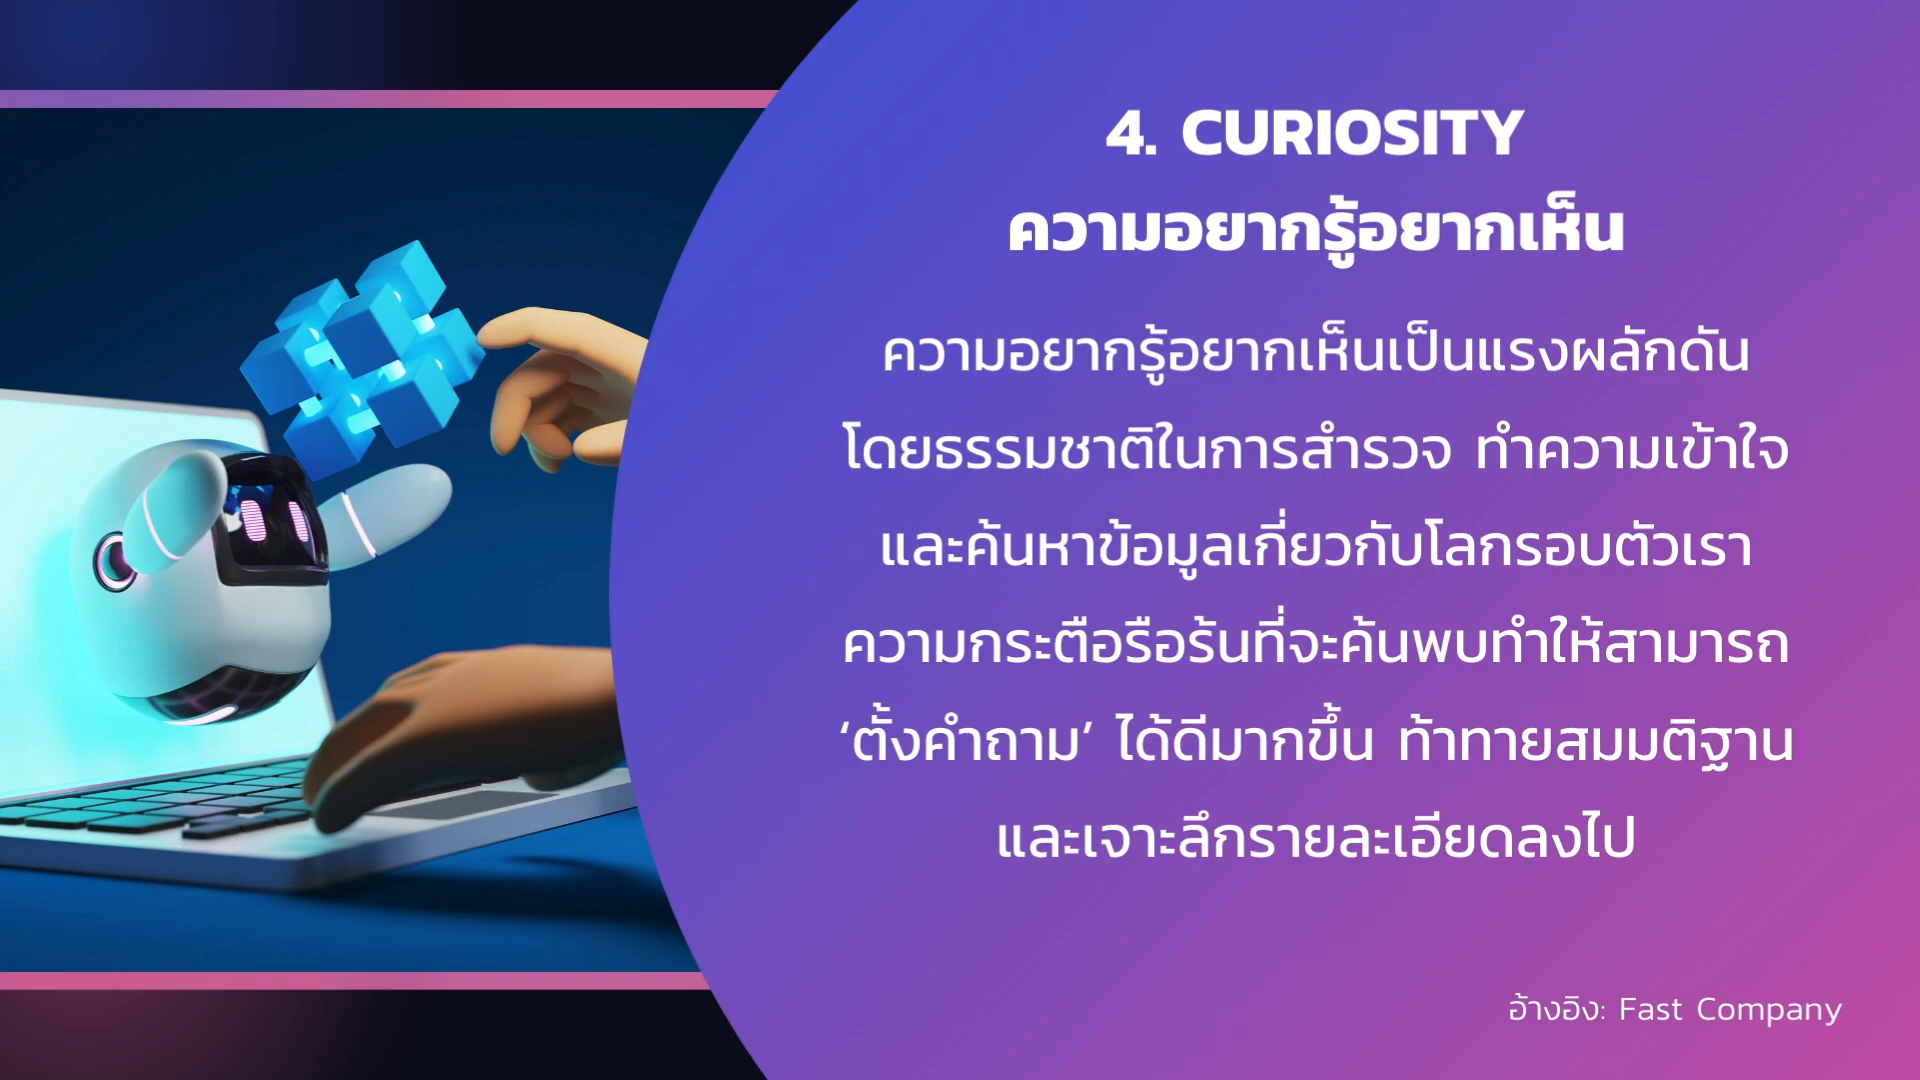 4. CURIOSITY
ความอยากรู้อยากเห็น
ความอยากรู้อยากเห็นเป็นแรงผลักดัน
โดยธรรมชาติในการสำรวจ ทำความเข้าใจ
และค้นหาข้อมูลเกี่ยวกับโลกรอบตัวเรา
ความกระตือรือร้นที่จะค้นพบทำให้สามารถ
‘ตั้งคำถาม’ ได้ดีมากขึ้น ท้าทายสมมติฐาน
และเจาะลึกรายละเอียดลงไป
อ้างอิง: Fast Company